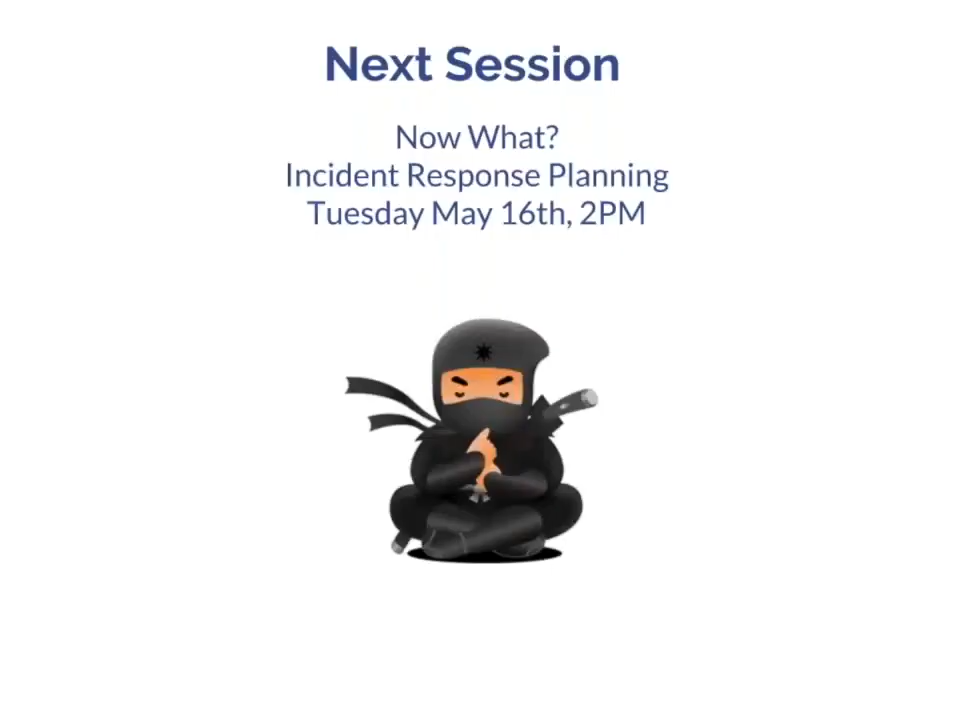 Next Session
Now What?
Incident Response Planning
Tuesday May 16th, 2PM